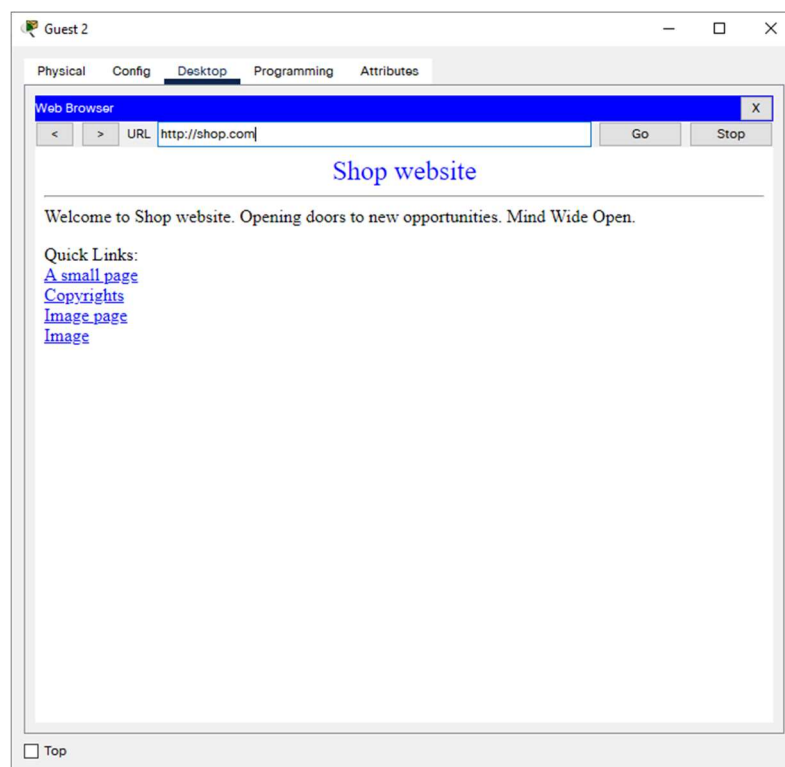 Guest 2
Physical Config Desktop Programming Attributes
Web Browser X
< > URL http://shop.com Go Stop
Shop website
Welcome to Shop website. Opening doors to new opportunities. Mind Wide Open.
Quick Links:
A small page
Copyrights
Image page
Image
Top